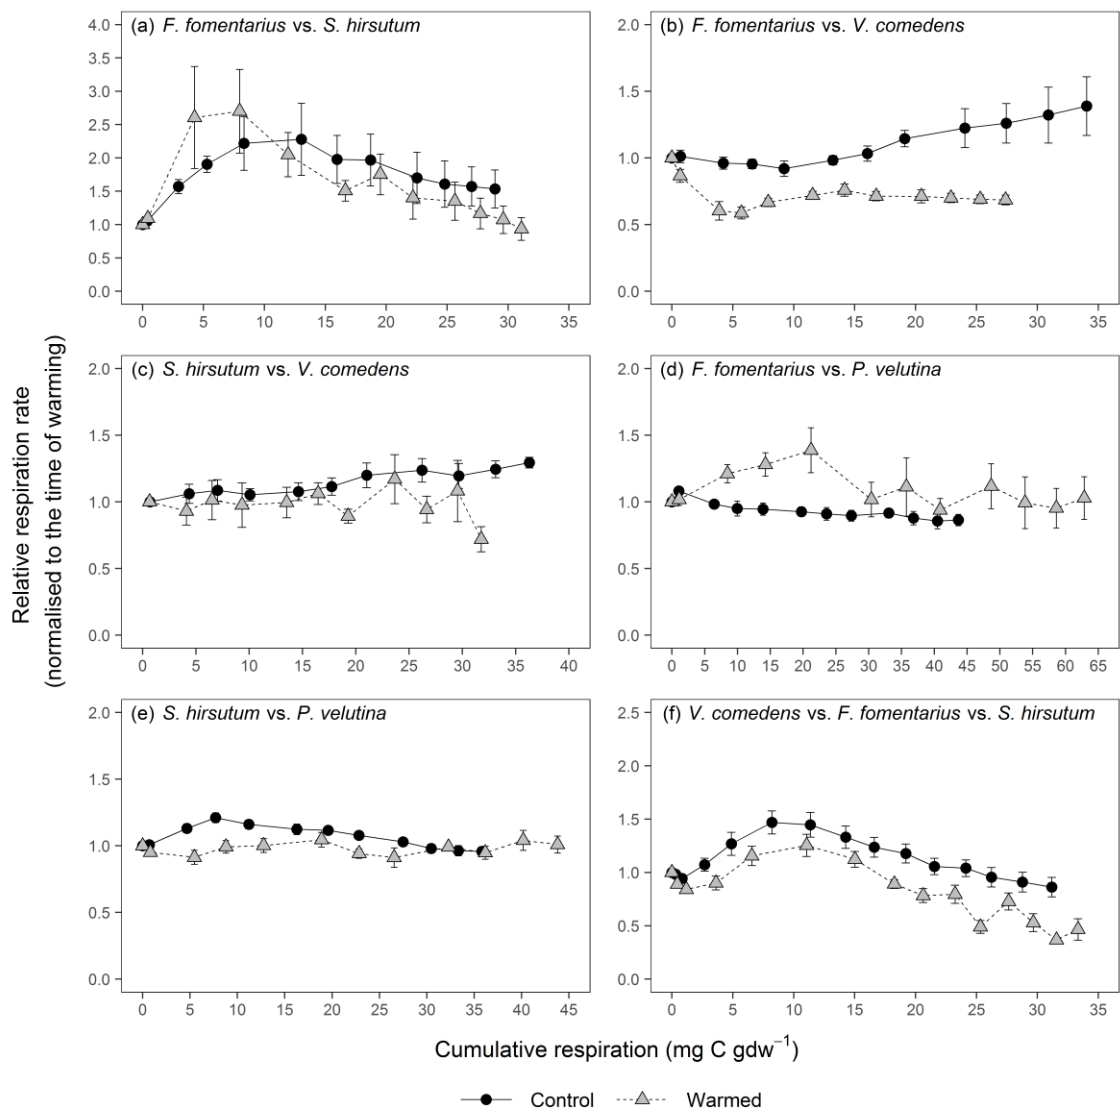 (a) F. fomentarius vs. S. hirsutum
4.0
3.5
3.0
2.5
2.0
1.5
1.0
0.5
0.0
0 5 10 15 20 25 30 35
(b) F. fomentarius vs. V. comedens
2.0
1.5
1.0
0.5
0.0
0 5 10 15 20 25 30 35
(c) S. hirsutum vs. V. comedens
2.0
1.5
1.0
0.5
0.0
0 5 10 15 20 25 30 35 40
(d) F. fomentarius vs. P. velutina
2.0
1.5
1.0
0.5
0.0
0 5 10 15 20 25 30 35 40 45 50 55 60 65
(e) S. hirsutum vs. P. velutina
2.0
1.5
1.0
0.5
0.0
0 5 10 15 20 25 30 35 40 45
(f) V. comedens vs. F. fomentarius vs. S. hirsutum
2.5
2.0
1.5
1.0
0.5
0.0
0 5 10 15 20 25 30 35
Relative respiration rate
(normalised to the time of warming)
Cumulative respiration (mg C gdw⁻¹)
Control Warmed